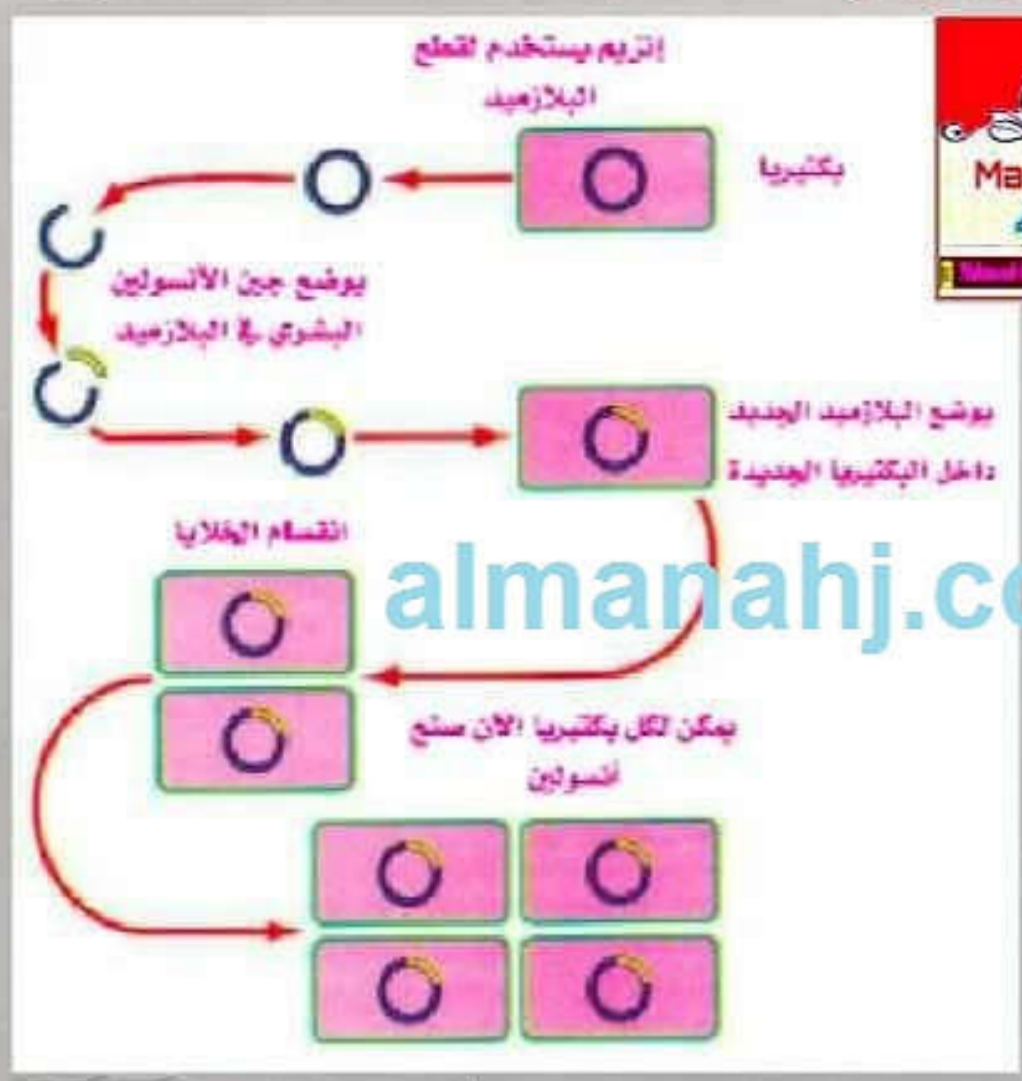 إنزيم يستخدم لقطع
البلازميد
بكتيريا
يوضع جين الأنسولين
البشري في البلازميد
يوضع البلازميد الجديد
داخل البكتيريا الجديدة
انقسام الخلايا
almanahj.co
يمكن لكل بكتيريا الآن صنع
أنسولين
Ma